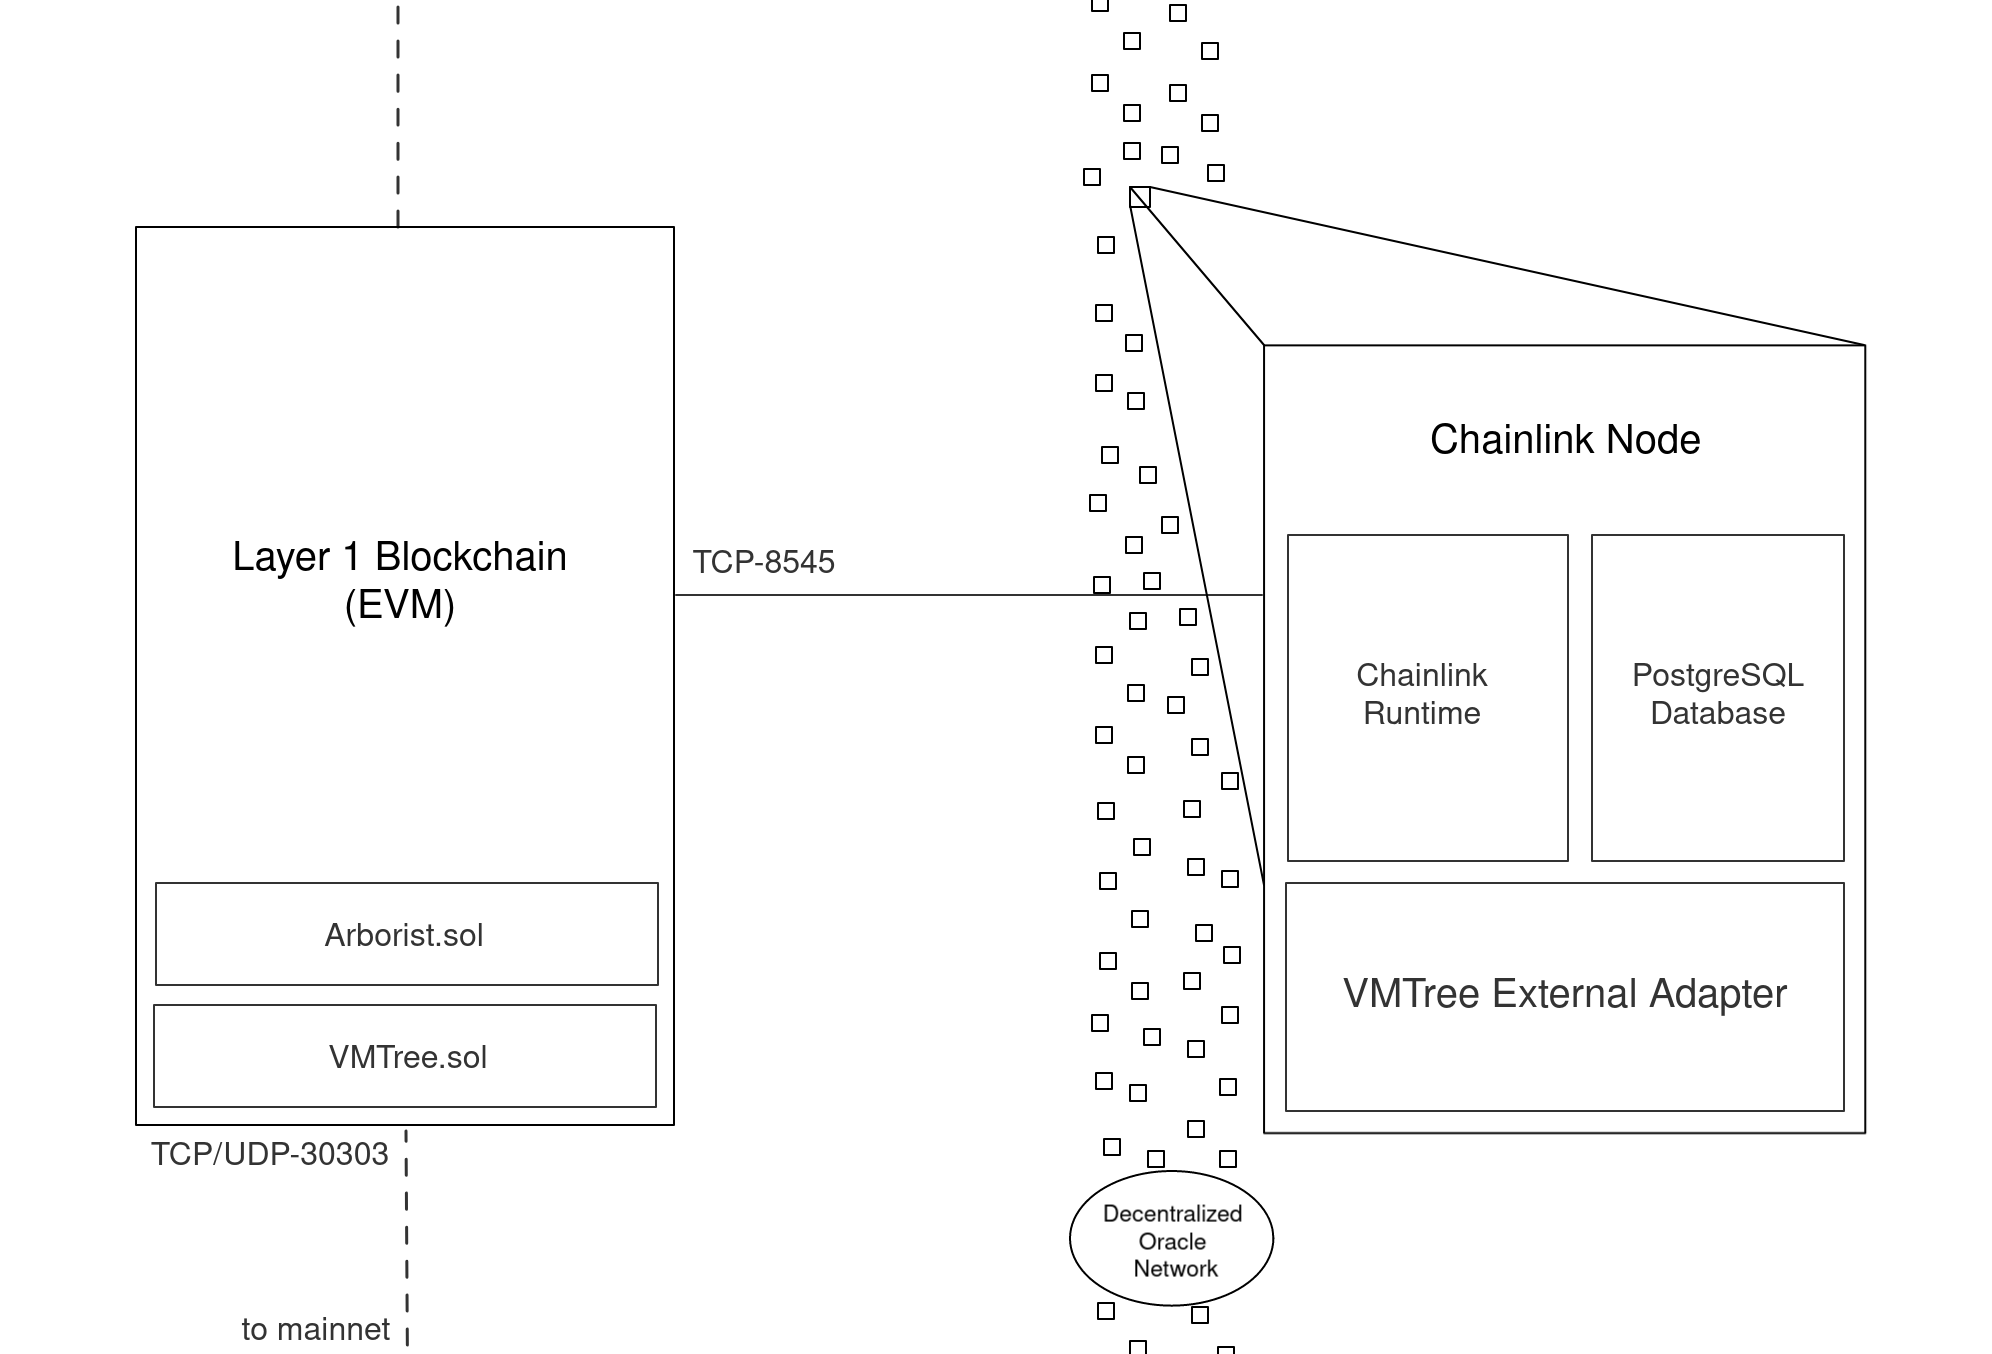 Layer 1 Blockchain
(EVM)
Arborist.sol
VMTree.sol
TCP/UDP-30303
to mainnet
TCP-8545
Chainlink Node
Chainlink
Runtime
PostgreSQL
Database
VMTree External Adapter
Decentralized
Oracle
Network